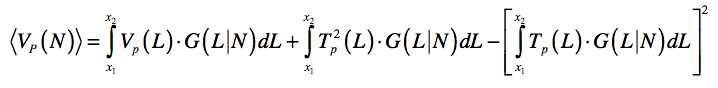 ⟨V_P(N)⟩ = ∫_{x_1}^{x_2} V_p(L)·G(L|N)dL + ∫_{x_1}^{x_2} T_p^2(L)·G(L|N)dL − [∫_{x_1}^{x_2} T_p(L)·G(L|N)dL]^2